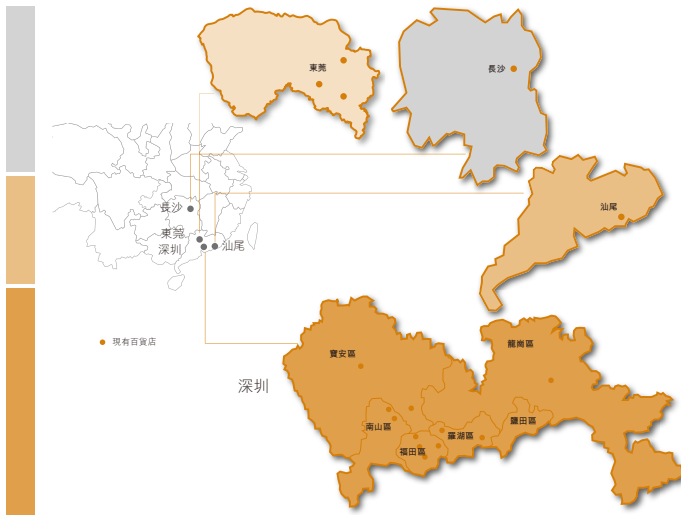 東莞
長沙
汕尾
長沙
東莞
深圳
汕尾
現有百貨店
深圳
寶安區
龍崗區
南山區
福田區
羅湖區
鹽田區